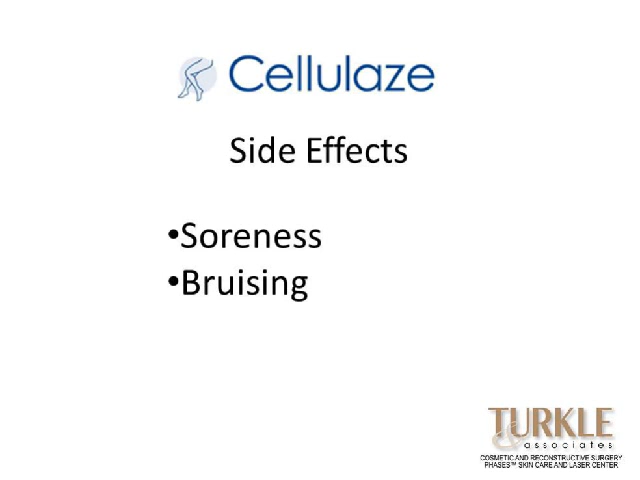 Cellulaze
Side Effects
•Soreness
•Bruising
TURKLE
& associates
COSMETIC AND RECONSTRUCTIVE SURGERY
PHASES™ SKIN CARE AND LASER CENTER